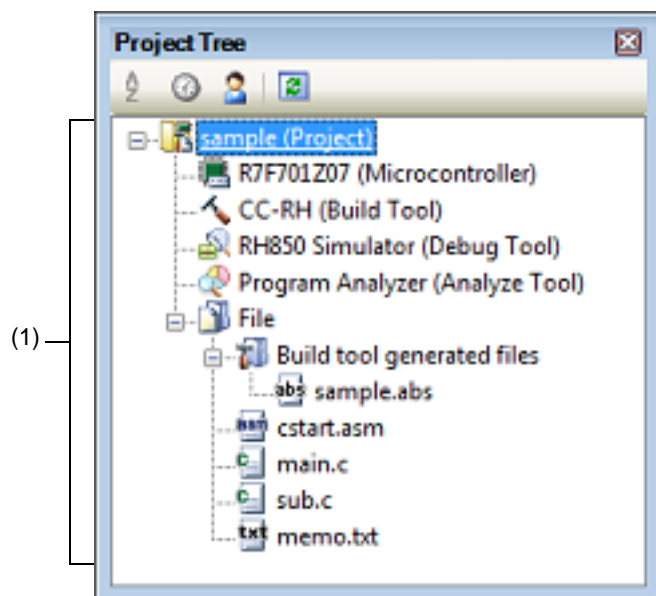 Project Tree
sample (Project)
R7F701Z07 (Microcontroller)
CC-RH (Build Tool)
RH850 Simulator (Debug Tool)
Program Analyzer (Analyze Tool)
File
(1)
Build tool generated files
abs sample.abs
asm cstart.asm
c main.c
c sub.c
txt memo.txt